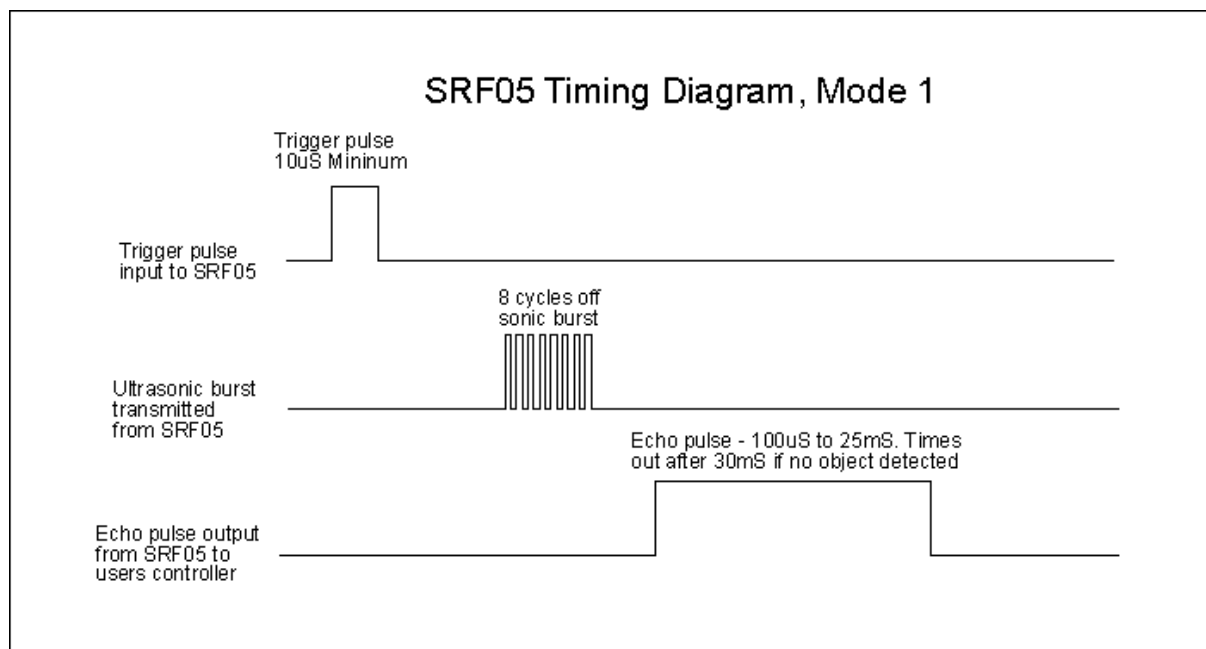 SRF05 Timing Diagram, Mode 1
Trigger pulse
10uS Mininum
Trigger pulse
input to SRF05
8 cycles off
sonic burst
Ultrasonic burst
transmitted
from SRF05
Echo pulse - 100uS to 25mS. Times
out after 30mS if no object detected
Echo pulse output
from SRF05 to
users controller